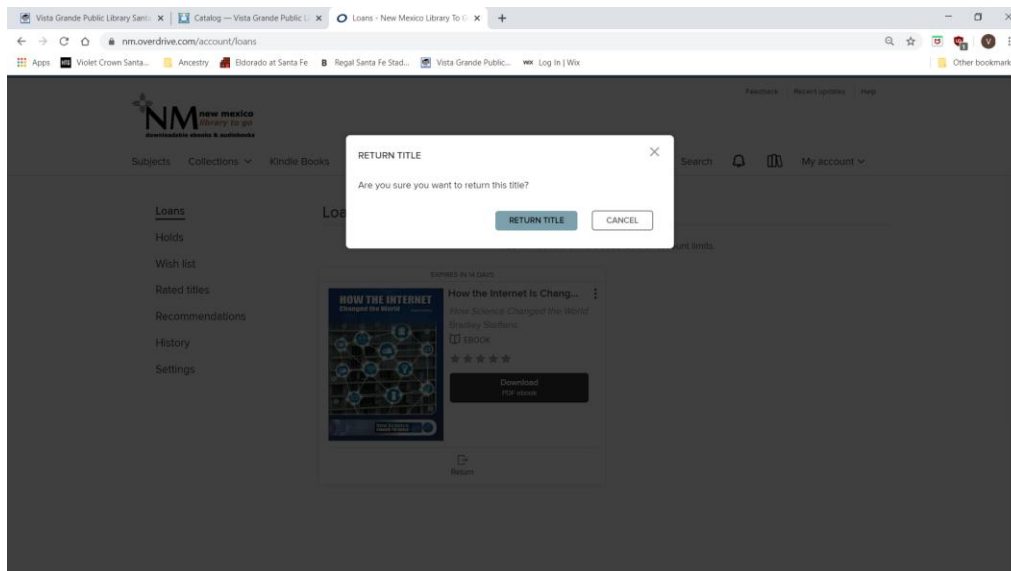 Vista Grande Public Library Santa
Catalog — Vista Grande Public Li
Loans - New Mexico Library To G
nm.overdrive.com/account/loans
V
Apps
Violet Crown Santa...
Ancestry
Eldorado at Santa Fe
Regal Santa Fe Stad...
Vista Grande Public...
WIX Log In | Wix
Other bookmark
Feedback Recent updates Help
NM new mexico
library to go
downloadable ebooks & audiobooks
Subjects Collections Kindle Books
Search My account
RETURN TITLE
Are you sure you want to return this title?
RETURN TITLE CANCEL
Loans
Holds
Wish list
Rated titles
Recommendations
History
Settings
Loa
unt limits.
EXPIRES IN 14 DAYS
HOW THE INTERNET
Changed the World
How the Internet Is Chang...
How Science Changed the World
Bradley Steffens
EBOOK
Download
PDF ebook
Return